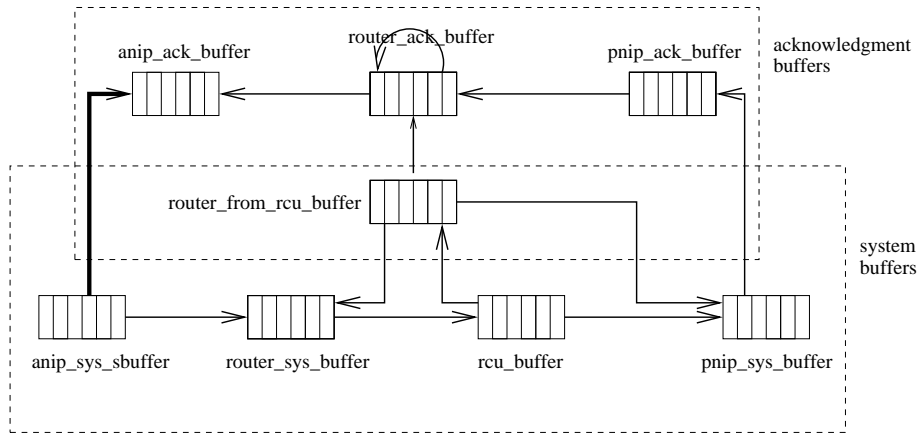 router_ack_buffer
anip_ack_buffer
pnip_ack_buffer
acknowledgment
buffers
router_from_rcu_buffer
system
buffers
anip_sys_sbuffer
router_sys_buffer
rcu_buffer
pnip_sys_buffer